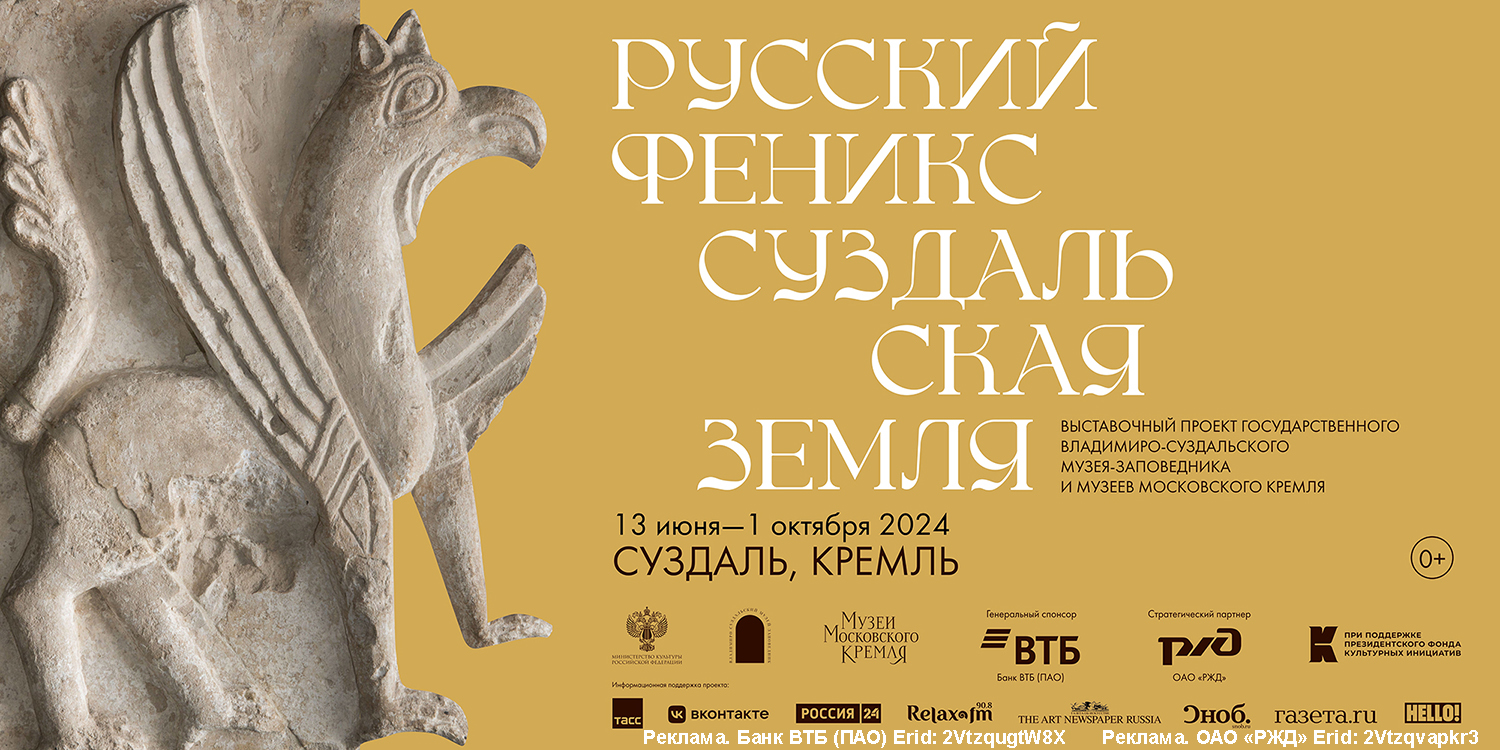 РУССКИЙ
ФЕНИКС
СУЗДАЛЬ
СКАЯ
ЗЕМЛЯ
ВЫСТАВОЧНЫЙ ПРОЕКТ ГОСУДАРСТВЕННОГО
ВЛАДИМИРО-СУЗДАЛЬСКОГО
МУЗЕЯ-ЗАПОВЕДНИКА
И МУЗЕЕВ МОСКОВСКОГО КРЕМЛЯ
13 июня—1 октября 2024
СУЗДАЛЬ, КРЕМЛЬ
0+
МИНИСТЕРСТВО КУЛЬТУРЫ
РОССИЙСКОЙ ФЕДЕРАЦИИ
Музеи
Московского
Кремля
Генеральный спонсор
ВТБ
Банк ВТБ (ПАО)
Стратегический партнер
ржд
ОАО «РЖД»
К
ПРИ ПОДДЕРЖКЕ
ПРЕЗИДЕНТСКОГО ФОНДА
КУЛЬТУРНЫХ ИНИЦИАТИВ
Информационная поддержка проекта:
ТАСС
вконтакте
РОССИЯ 24
Relax fm 90.8
THE ART NEWSPAPER RUSSIA
Сноб.
snob.ru
газета.ru
HELLO!
Реклама. Банк ВТБ (ПАО) Erid: 2VtzqugtW8X
Реклама. ОАО «РЖД» Erid: 2Vtzqvapkr3